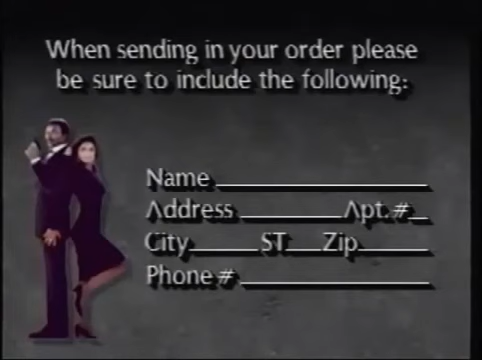 When sending in your order please
be sure to include the following:
Name
Address Apt. #
City ST Zip
Phone #